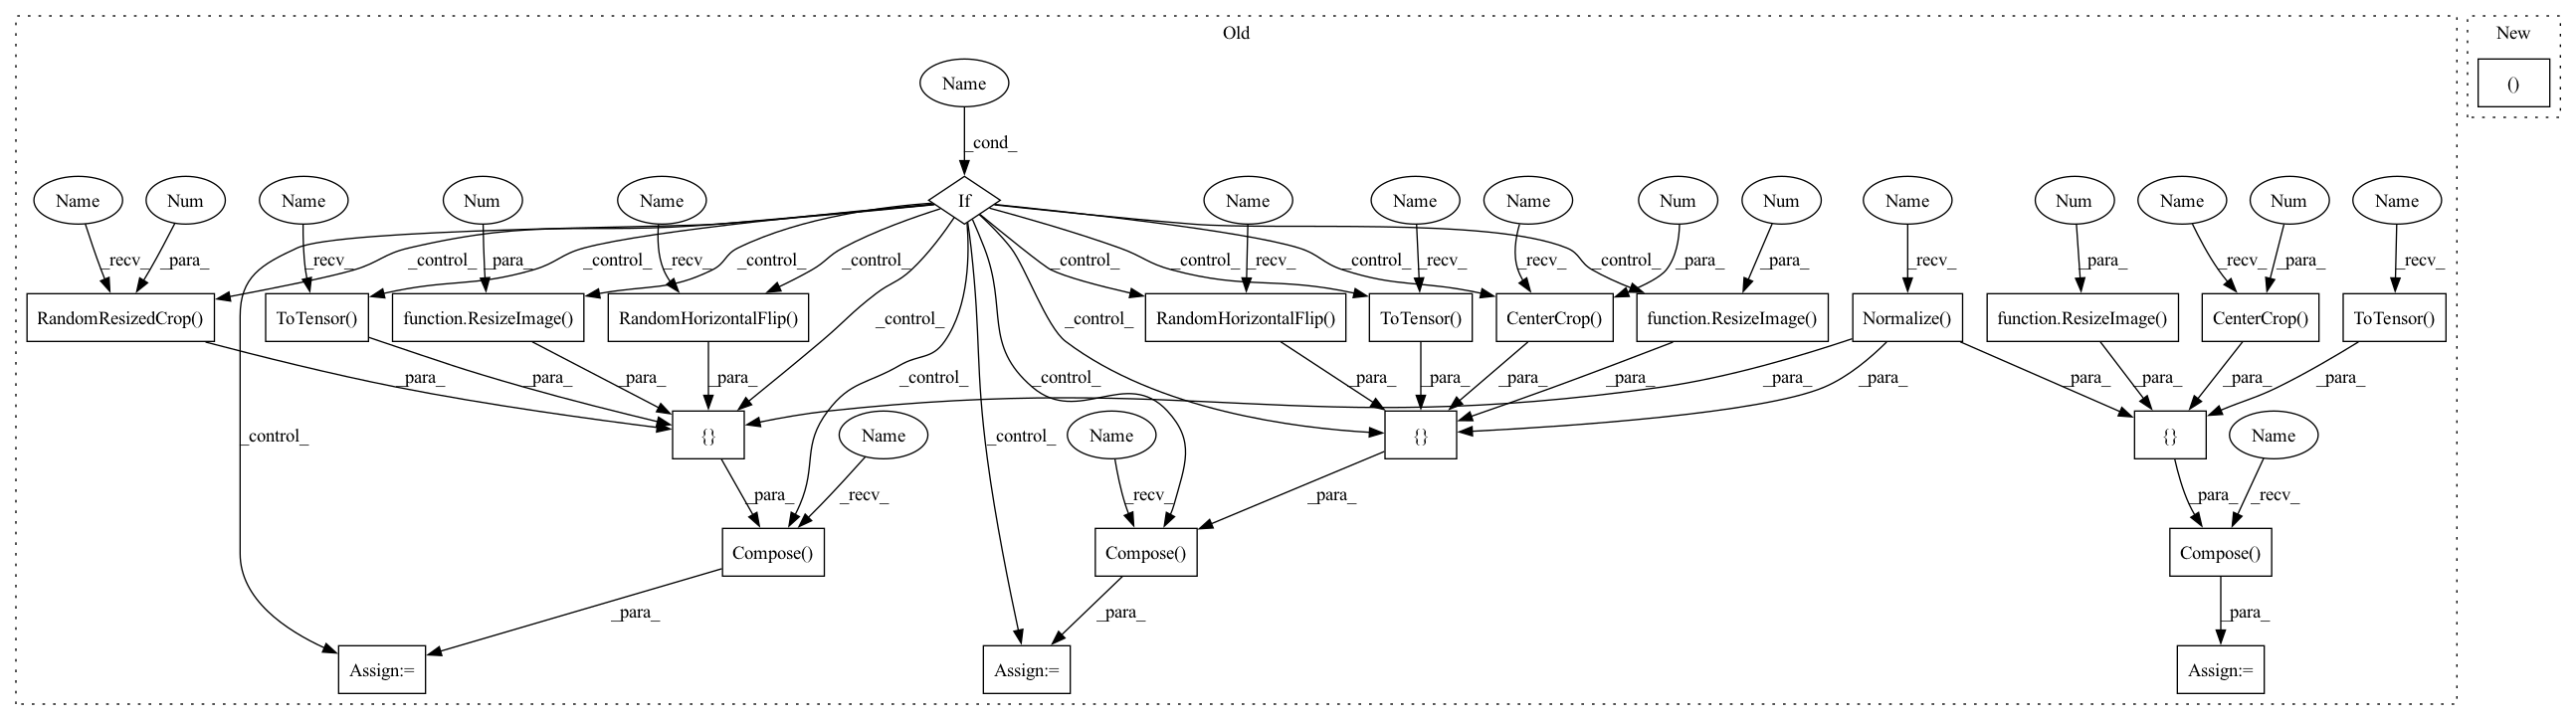 Old
New
Name
()
_cond_
Name
Num
Name
Num
Name
If
Name
Name
Name
Num
Num
Name
Num
Name
Num
Name
_recv_
_para_
_control_
_recv_
_control_
_para_
_control_
_recv_
_control_
_control_
_recv_
_control_
_recv_
_control_
_recv_
_para_
_control_
_para_
_recv_
_para_
_recv_
_para_
_recv_
RandomResizedCrop()
ToTensor()
function.ResizeImage()
RandomHorizontalFlip()
RandomHorizontalFlip()
ToTensor()
CenterCrop()
function.ResizeImage()
Normalize()
function.ResizeImage()
CenterCrop()
ToTensor()
_control_
_control_
_para_
_para_
_para_
_para_
_control_
_control_
_para_
_para_
_para_
_para_
_para_
_para_
_para_
_para_
_para_
_para_
_control_
{}
Name
_control_
Name
{}
{}
Name
_para_
_recv_
_recv_
_para_
_para_
_recv_
Compose()
Compose()
Compose()
_para_
_para_
_para_
Assign:=
Assign:=
Assign:=